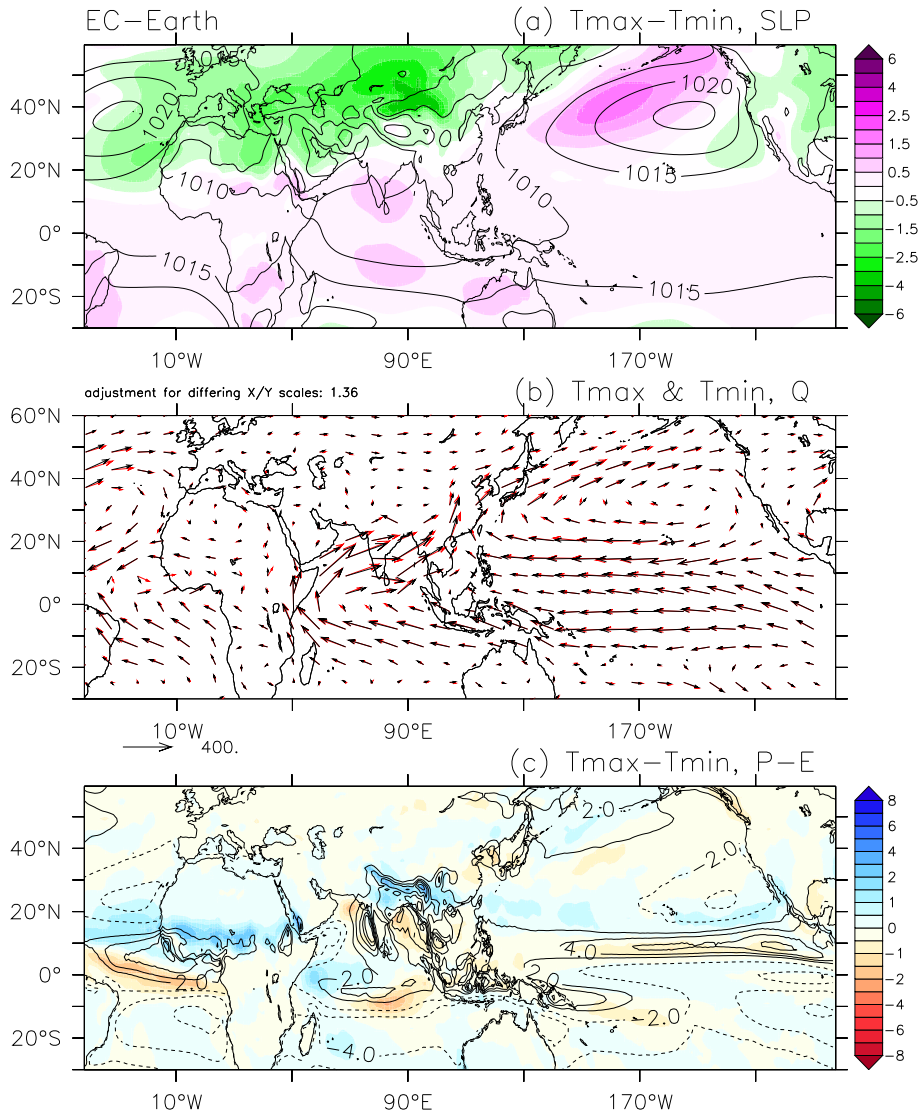 EC-Earth (a) Tmax-Tmin, SLP
40°N
20°N
0°
20°S
10°W 90°E 170°W
1015
1020
1010
1015
1020
1015
1010
1015
6
4
2.5
1.5
0.5
-0.5
-1.5
-2.5
-4
-6
adjustment for differing X/Y scales: 1.36 (b) Tmax & Tmin, Q
60°N
40°N
20°N
0°
20°S
10°W 90°E 170°W
400.
(c) Tmax-Tmin, P-E
40°N
20°N
0°
20°S
10°W 90°E 170°W
2.0
-2.0
4.0
2.0
-2.0
-2.0
-4.0
8
6
4
2
1
0
-1
-2
-4
-6
-8